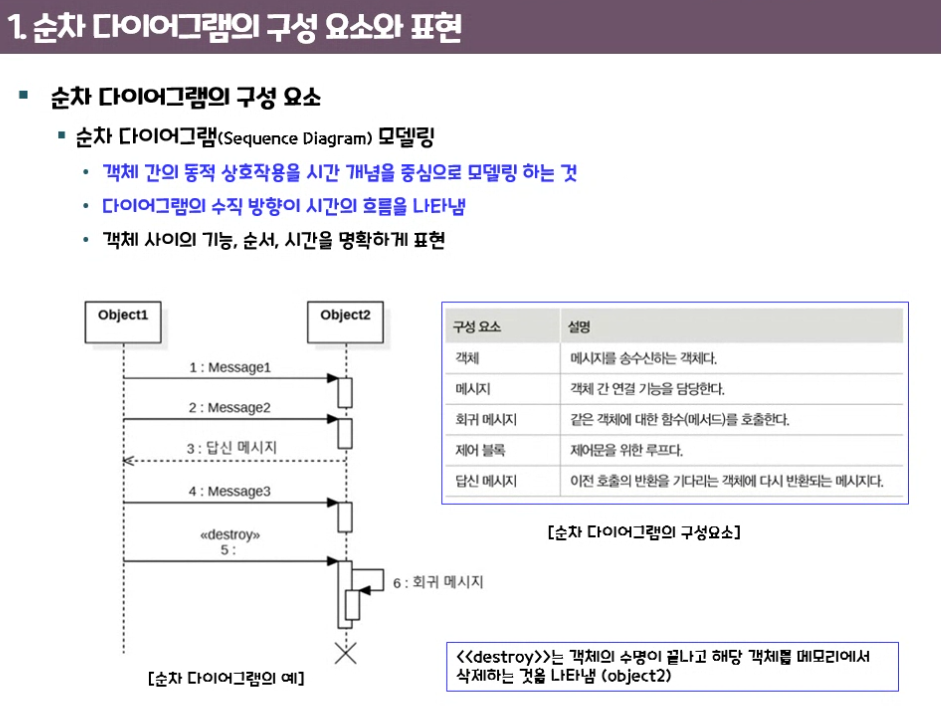 1. 순차 다이어그램의 구성 요소와 표현
순차 다이어그램의 구성 요소
순차 다이어그램(Sequence Diagram) 모델링
객체 간의 동적 상호작용을 시간 개념을 중심으로 모델링 하는 것
다이어그램의 수직 방향이 시간의 흐름을 나타냄
객체 사이의 기능, 순서, 시간을 명확하게 표현
Object1
Object2
1 : Message1
2 : Message2
3 : 답신 메시지
4 : Message3
«destroy»
5 :
6 : 회귀 메시지
[순차 다이어그램의 예]
구성 요소 설명
객체 메시지를 송수신하는 객체다.
메시지 객체 간 연결 기능을 담당한다.
회귀 메시지 같은 객체에 대한 함수(메서드)를 호출한다.
제어 블록 제어문을 위한 루프다.
답신 메시지 이전 호출의 반환을 기다리는 객체에 다시 반환되는 메시지다.
[순차 다이어그램의 구성요소]
<<destroy>>는 객체의 수명이 끝나고 해당 객체를 메모리에서
삭제하는 것을 나타냄 (object2)